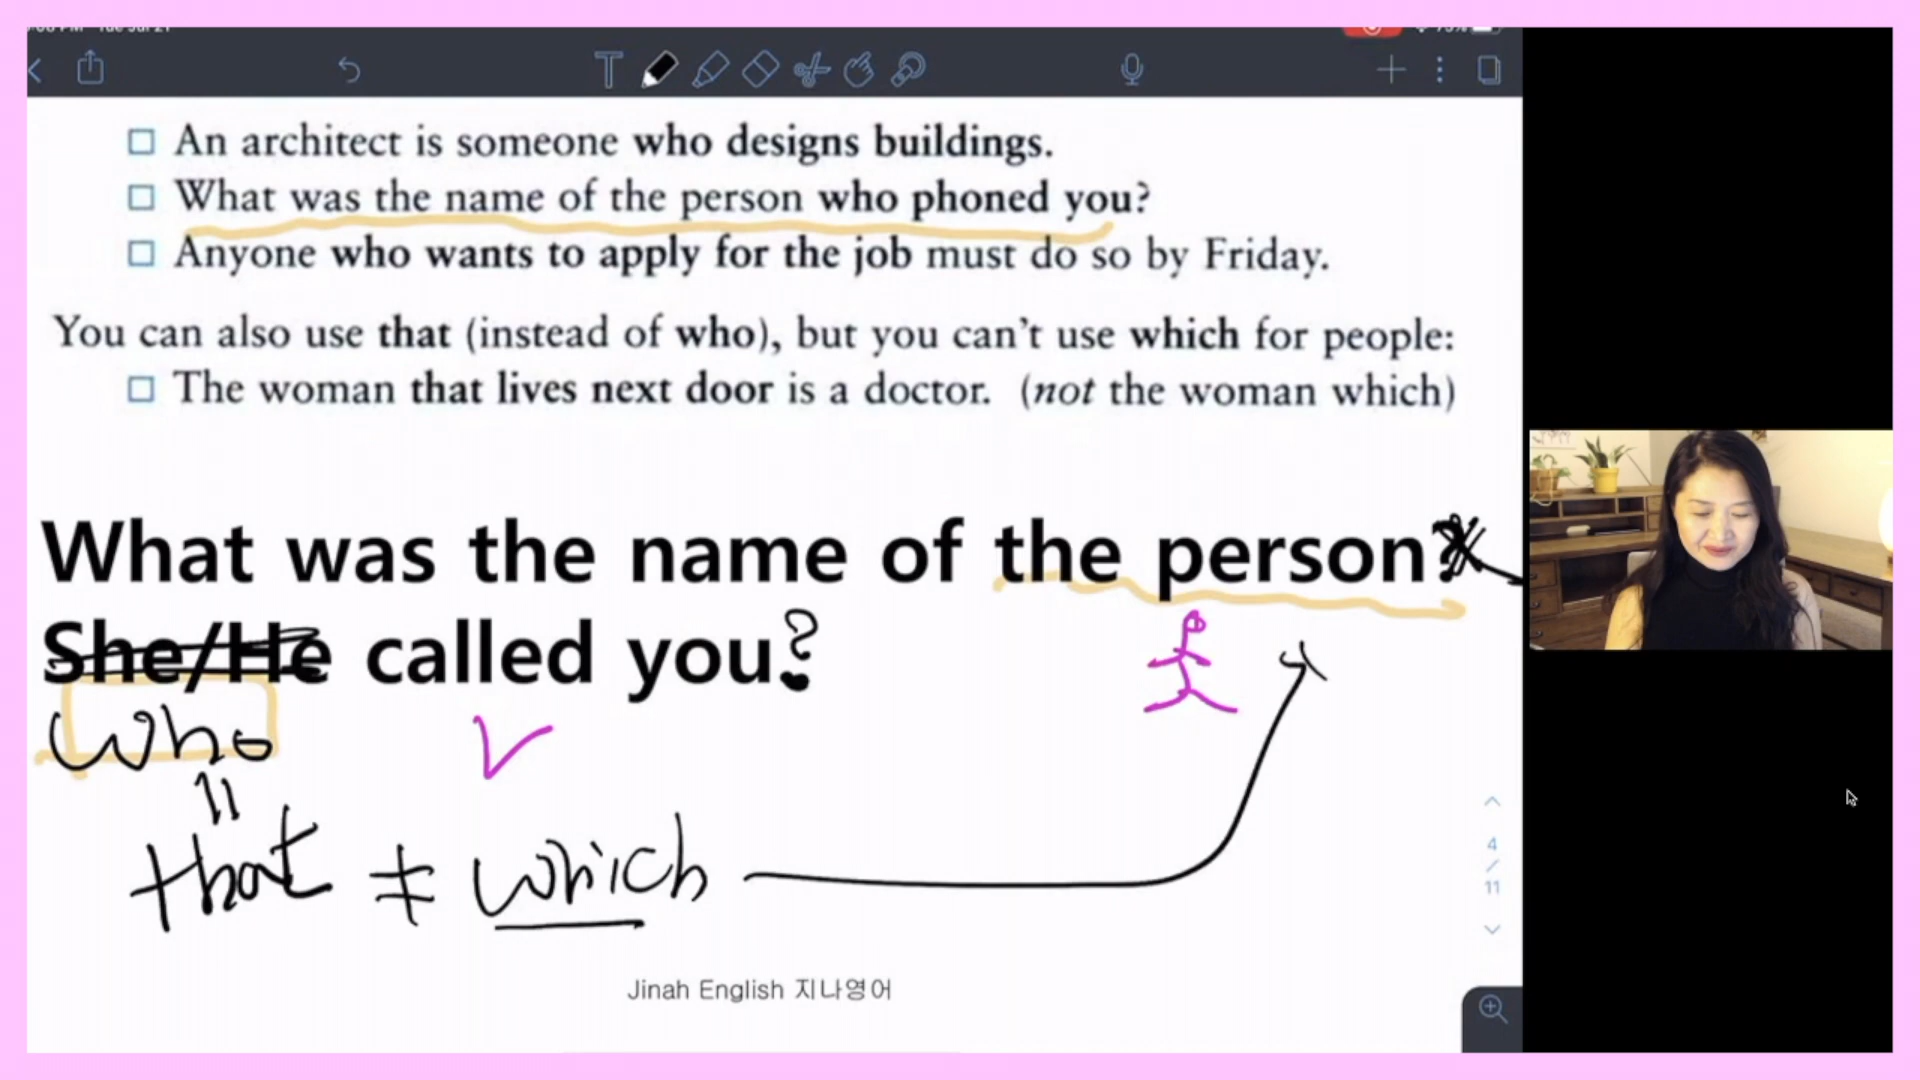 An architect is someone who designs buildings.
What was the name of the person who phoned you?
Anyone who wants to apply for the job must do so by Friday.
You can also use that (instead of who), but you can't use which for people:
The woman that lives next door is a doctor. (not the woman which)
What was the name of the person?
She/He called you?
who
that ≠ which
4
/
11
Jinah English 지나영어